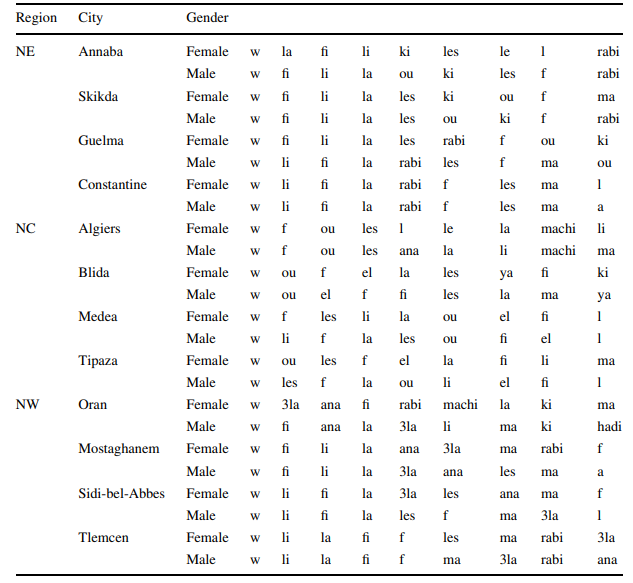 Region City Gender
NE Annaba Female w la fi li ki les le l rabi
Male w fi li la ou ki les f rabi
Skikda Female w fi li la les ki ou f ma
Male w fi li la les ou ki f rabi
Guelma Female w fi li la les rabi f ou ki
Male w li fi la rabi les f ma ou
Constantine Female w li fi la rabi f les ma l
Male w li fi la rabi f les ma a
NC Algiers Female w f ou les l le la machi li
Male w f ou les ana la li machi ma
Blida Female w ou f el la les ya fi ki
Male w ou el f fi les la ma ya
Medea Female w f les li la ou el fi l
Male w li f la les ou fi el l
Tipaza Female w ou les f el la fi li ma
Male w les f la ou li el fi l
NW Oran Female w 3la ana fi rabi machi la ki ma
Male w fi ana la 3la li ma ki hadi
Mostaghanem Female w fi li la ana 3la ma rabi f
Male w fi li la 3la ana les ma a
Sidi-bel-Abbes Female w li fi la 3la les ana ma f
Male w li fi la les f ma 3la l
Tlemcen Female w li la fi f les ma rabi 3la
Male w li la fi f ma 3la rabi ana